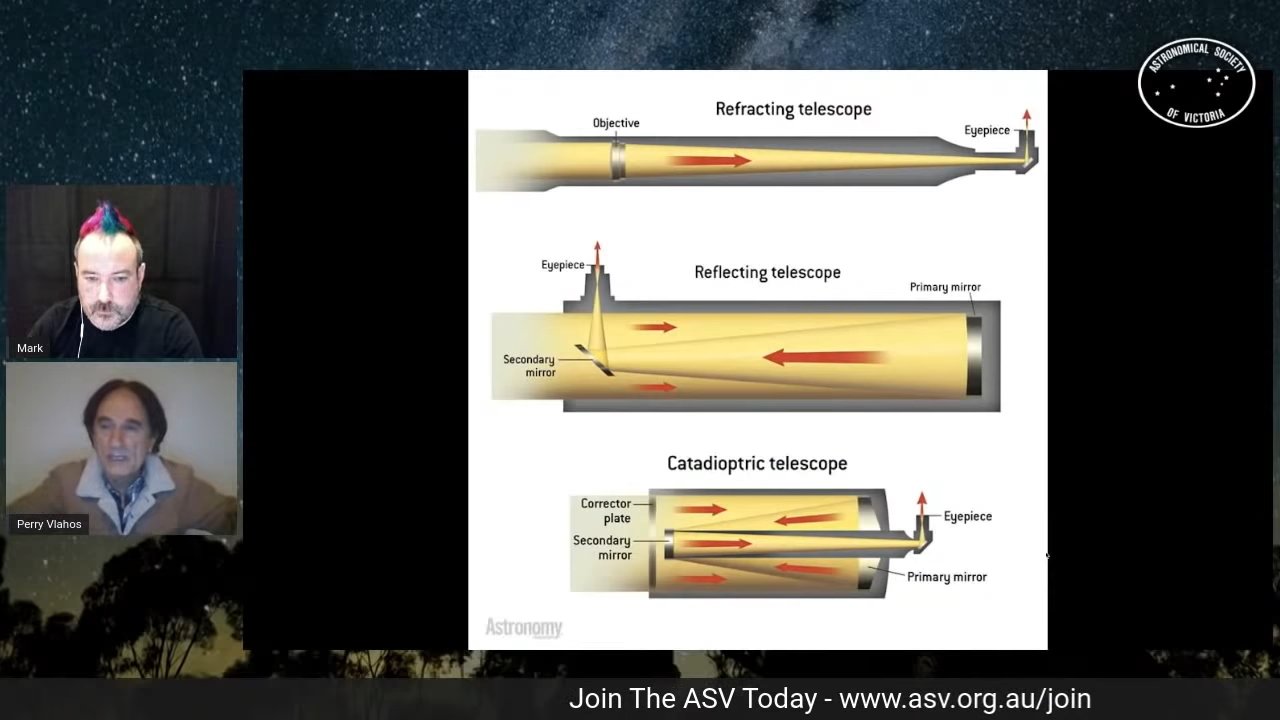 ASTRONOMICAL SOCIETY
OF VICTORIA
Refracting telescope
Objective
Eyepiece
Reflecting telescope
Eyepiece
Primary mirror
Secondary
mirror
Catadioptric telescope
Corrector
plate
Secondary
mirror
Eyepiece
Primary mirror
Astronomy
Mark
Perry Vlahos
Join The ASV Today - www.asv.org.au/join